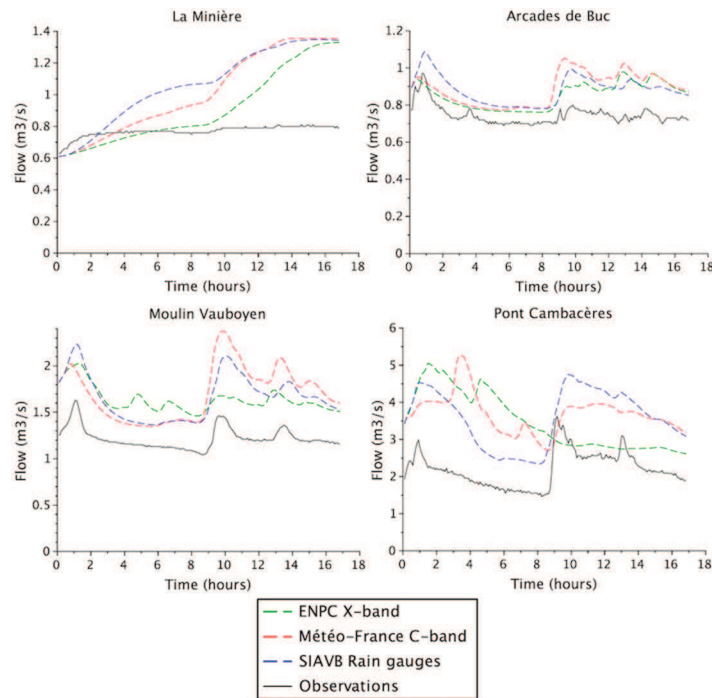 La Minière
1.4
1.2
1
0.8
0.6
0.4
0.2
0
Flow (m3/s)
0 2 4 6 8 10 12 14 16 18
Time (hours)
Arcades de Buc
1.2
1
0.8
0.6
0.4
0.2
0
Flow (m3/s)
0 2 4 6 8 10 12 14 16 18
Time (hours)
Moulin Vauboyen
2
1.5
1
0.5
0
Flow (m3/s)
0 2 4 6 8 10 12 14 16 18
Time (hours)
Pont Cambacères
6
5
4
3
2
1
0
Flow (m3/s)
0 2 4 6 8 10 12 14 16 18
Time (hours)
ENPC X-band
Météo-France C-band
SIAVB Rain gauges
Observations